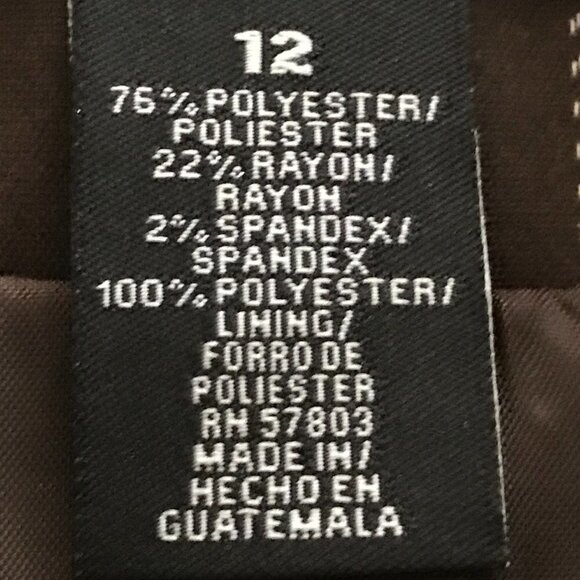 12
76% POLYESTER/
POLIESTER
22% RAYON/
RAYON
2% SPANDEX/
SPANDEX
100% POLYESTER/
LINING/
FORRO DE
POLIESTER
RN 57803
MADE IN/
HECHO EN
GUATEMALA